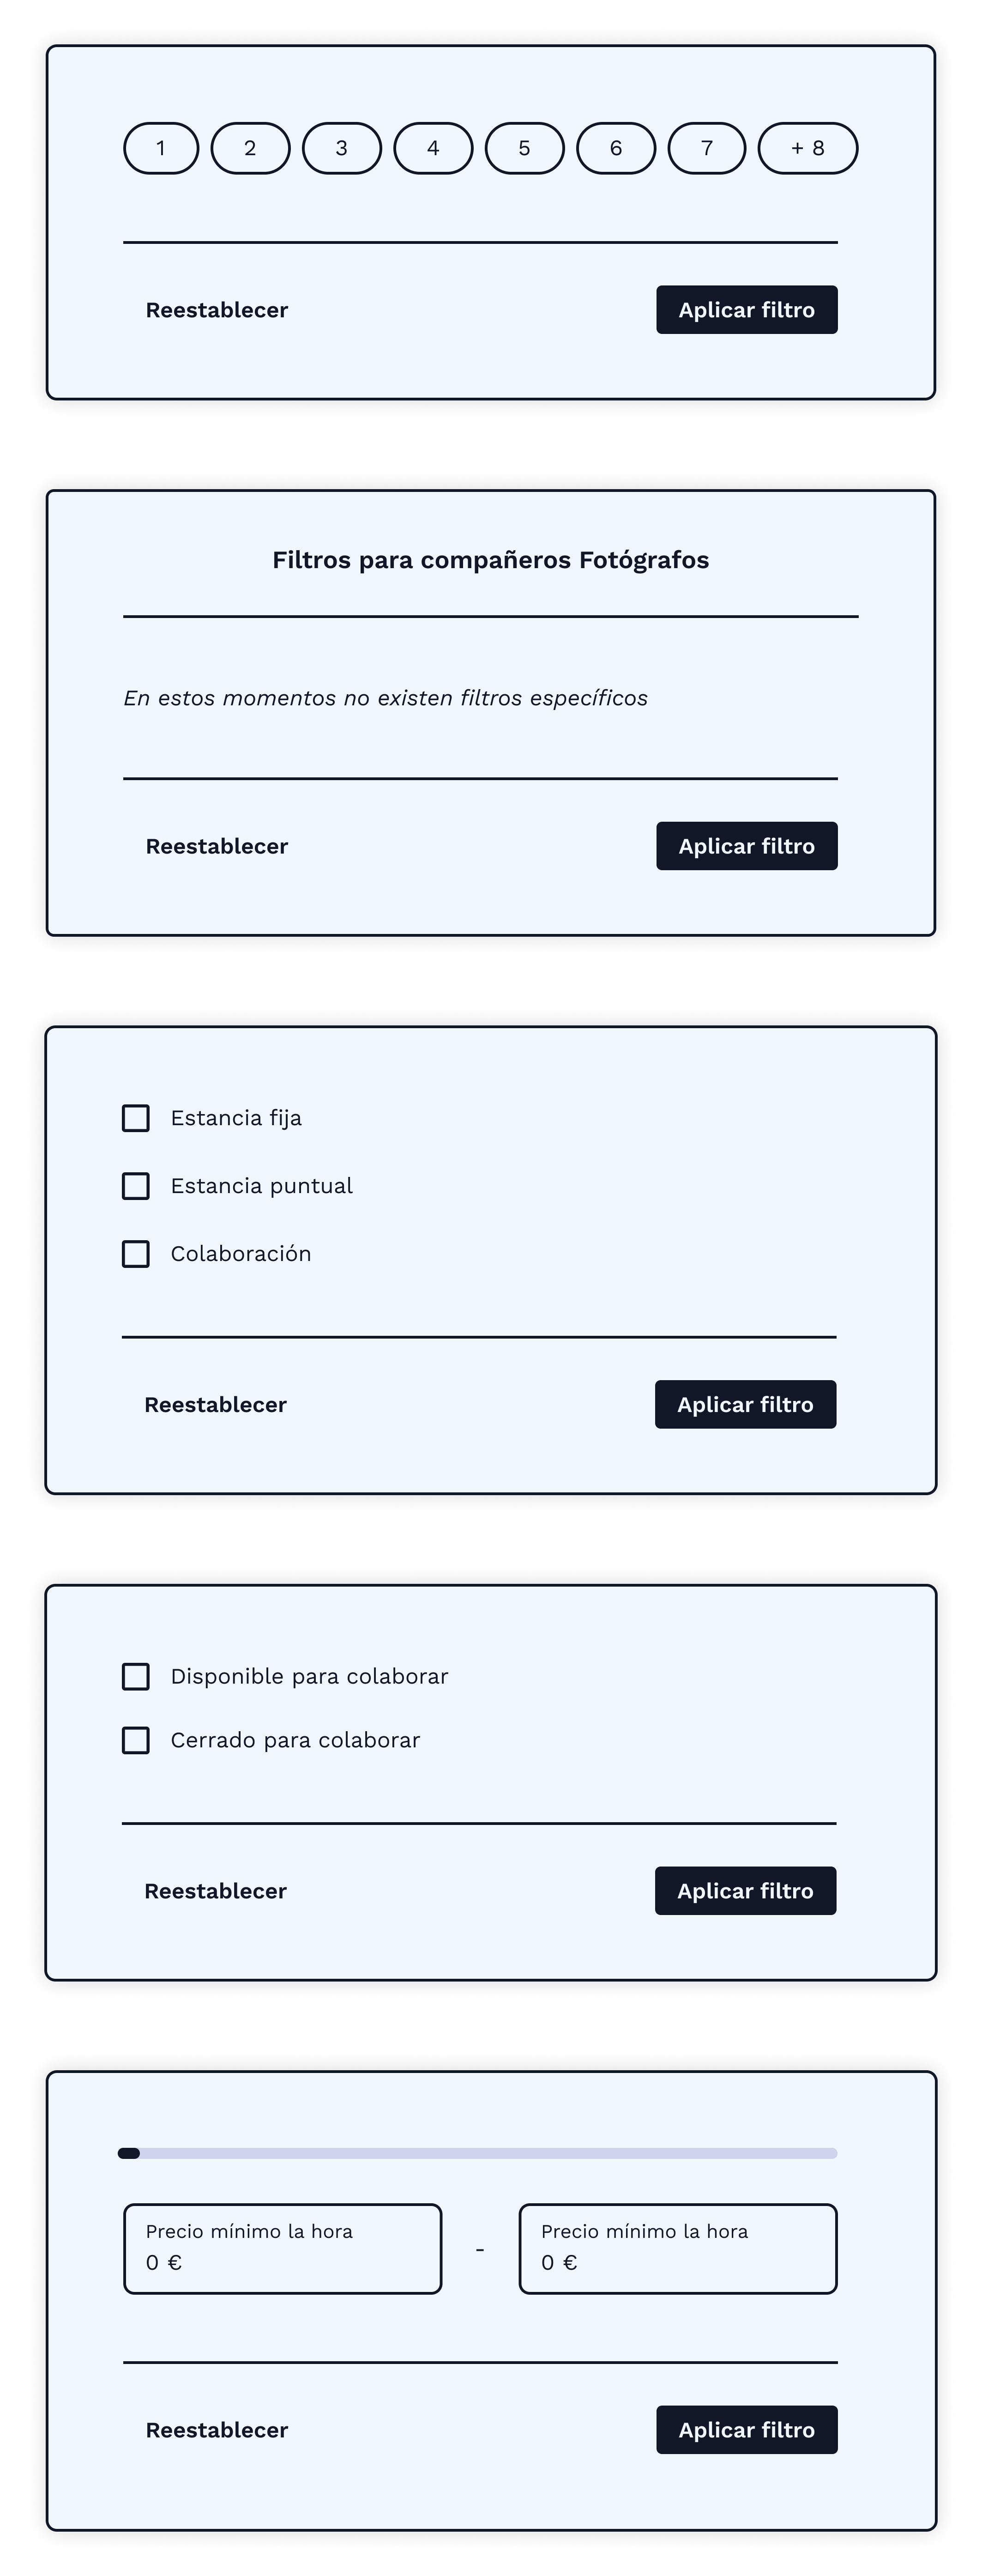 1 2 3 4 5 6 7 + 8
Reestablecer Aplicar filtro
Filtros para compañeros Fotógrafos
En estos momentos no existen filtros específicos
Reestablecer Aplicar filtro
Estancia fija
Estancia puntual
Colaboración
Reestablecer Aplicar filtro
Disponible para colaborar
Cerrado para colaborar
Reestablecer Aplicar filtro
Precio mínimo la hora - Precio mínimo la hora
0 € 0 €
Reestablecer Aplicar filtro